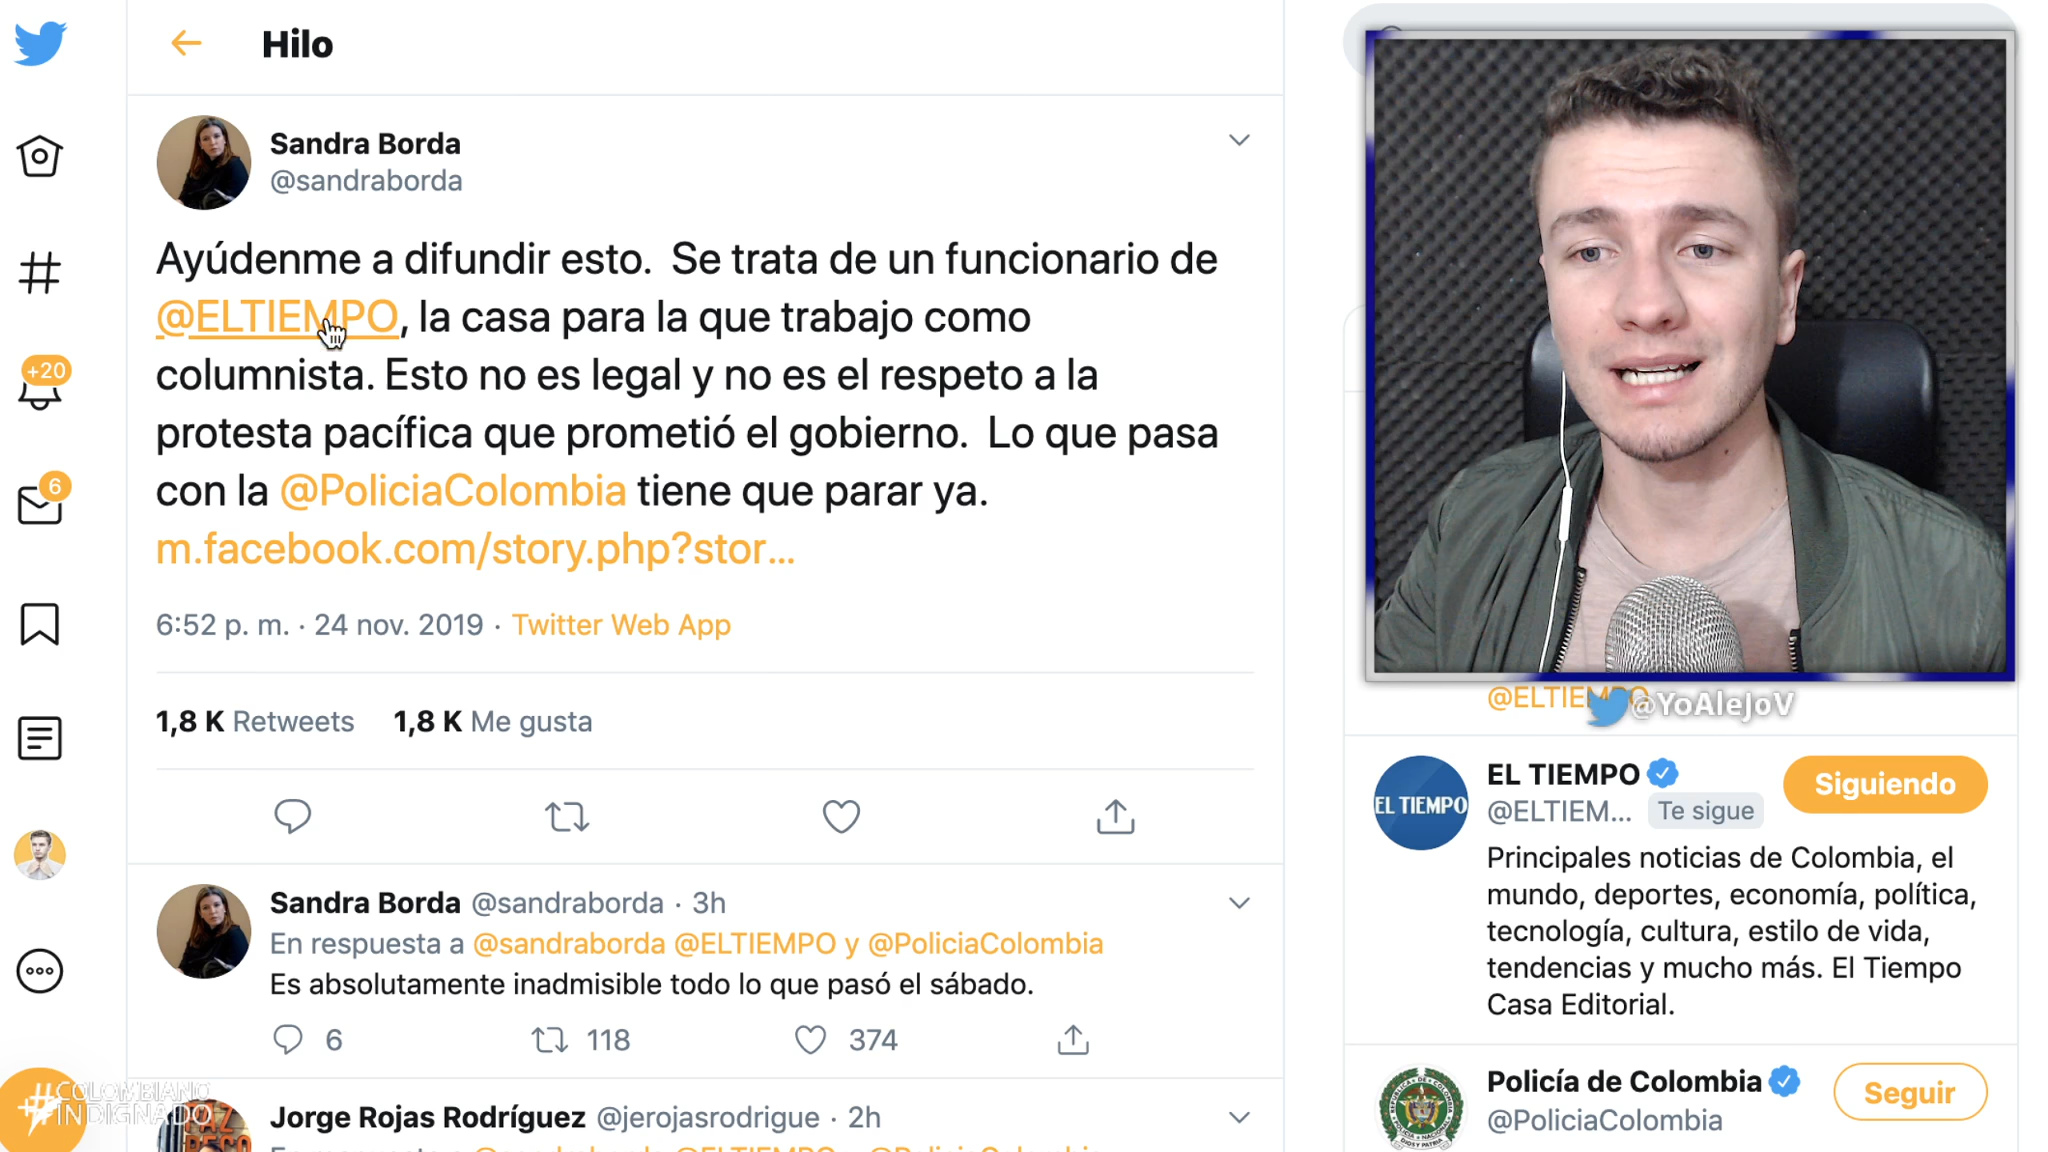 Hilo
Sandra Borda
@sandraborda
Ayúdenme a difundir esto.  Se trata de un funcionario de
@ELTIEMPO, la casa para la que trabajo como
columnista. Esto no es legal y no es el respeto a la
protesta pacífica que prometió el gobierno.  Lo que pasa
con la @PoliciaColombia tiene que parar ya.
m.facebook.com/story.php?stor...
6:52 p. m. · 24 nov. 2019 · Twitter Web App
1,8 K Retweets 1,8 K Me gusta
Sandra Borda @sandraborda · 3h
En respuesta a @sandraborda @ELTIEMPO y @PoliciaColombia
Es absolutamente inadmisible todo lo que pasó el sábado.
6 118 374
Jorge Rojas Rodríguez @jerojasrodrigue · 2h
+20
6
#COLOMBIANO
INDIGNADO
@ELTIEMPO
@YoAleJoV
EL TIEMPO
EL TIEMPO
@ELTIEM... Te sigue
Siguiendo
Principales noticias de Colombia, el
mundo, deportes, economía, política,
tecnología, cultura, estilo de vida,
tendencias y mucho más. El Tiempo
Casa Editorial.
Policía de Colombia
@PoliciaColombia
Seguir